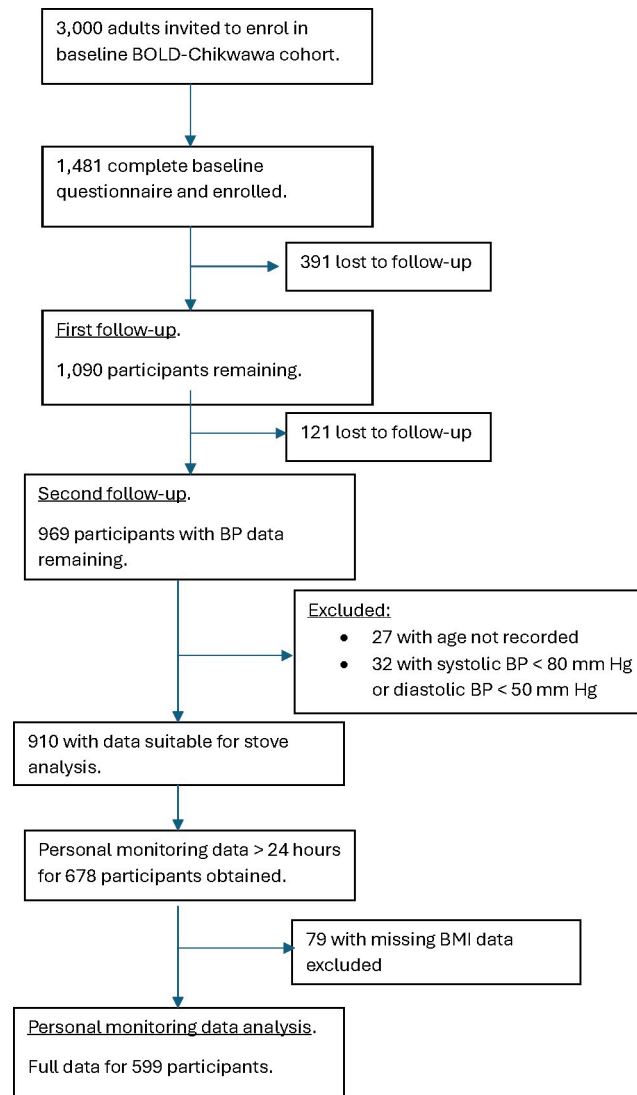 3,000 adults invited to enrol in
baseline BOLD-Chikwawa cohort.
1,481 complete baseline
questionnaire and enrolled.
391 lost to follow-up
First follow-up.
1,090 participants remaining.
121 lost to follow-up
Second follow-up.
969 participants with BP data
remaining.
Excluded:
• 27 with age not recorded
• 32 with systolic BP < 80 mm Hg
or diastolic BP < 50 mm Hg
910 with data suitable for stove
analysis.
Personal monitoring data > 24 hours
for 678 participants obtained.
79 with missing BMI data
excluded
Personal monitoring data analysis.
Full data for 599 participants.